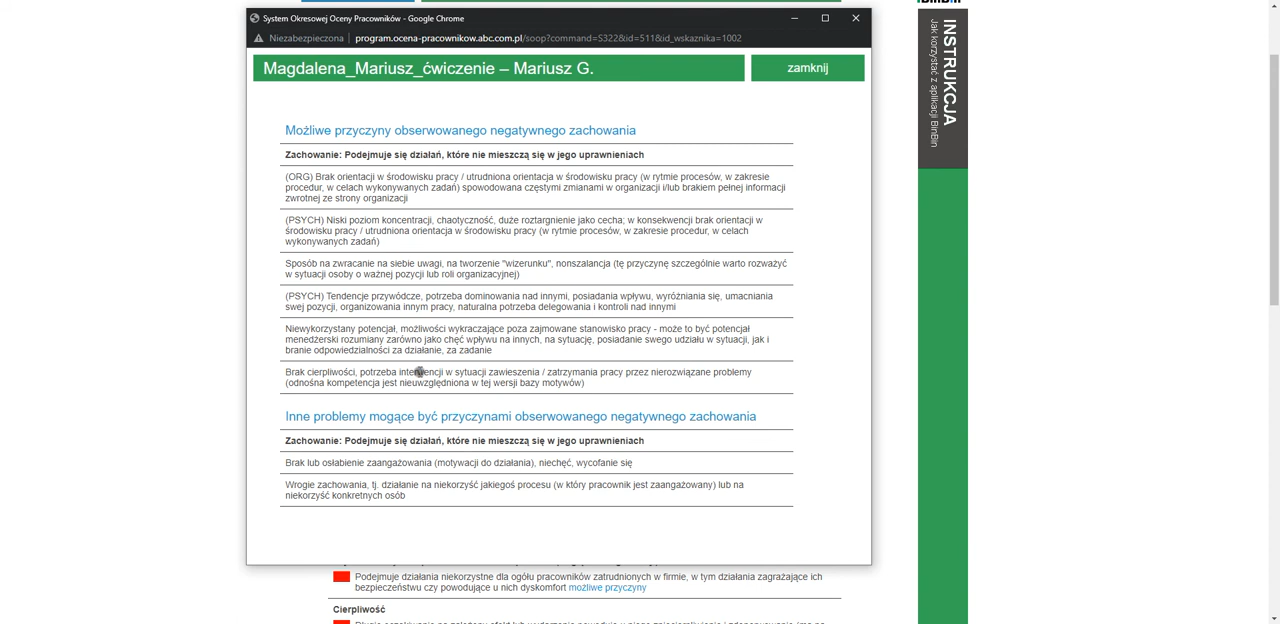 System Okresowej Oceny Pracowników - Google Chrome
Niezabezpieczona | program.ocena-pracownikow.abc.com.pl/soop?command=S322&id=511&id_wskaznika=1002
Magdalena_Mariusz_ćwiczenie – Mariusz G.
zamknij
Możliwe przyczyny obserwowanego negatywnego zachowania
Zachowanie: Podejmuje się działań, które nie mieszczą się w jego uprawnieniach
(ORG) Brak orientacji w środowisku pracy / utrudniona orientacja w środowisku pracy (w rytmie procesów, w zakresie
procedur, w celach wykonywanych zadań) spowodowana częstymi zmianami w organizacji i/lub brakiem pełnej informacji
zwrotnej ze strony organizacji
(PSYCH) Niski poziom koncentracji, chaotyczność, duże roztargnienie jako cecha; w konsekwencji brak orientacji w
środowisku pracy / utrudniona orientacja w środowisku pracy (w rytmie procesów, w zakresie procedur, w celach
wykonywanych zadań)
Sposób na zwracanie na siebie uwagi, na tworzenie "wizerunku", nonszalancja (tę przyczynę szczególnie warto rozważyć
w sytuacji osoby o ważnej pozycji lub roli organizacyjnej)
(PSYCH) Tendencje przywódcze, potrzeba dominowania nad innymi, posiadania wpływu, wyróżniania się, umacniania
swej pozycji, organizowania innym pracy, naturalna potrzeba delegowania i kontroli nad innymi
Niewykorzystany potencjał, możliwości wykraczające poza zajmowane stanowisko pracy - może to być potencjał
menedżerski rozumiany zarówno jako chęć wpływu na innych, na sytuację, posiadanie swego udziału w sytuacji, jak i
branie odpowiedzialności za działanie, za zadanie
Brak cierpliwości, potrzeba interwencji w sytuacji zawieszenia / zatrzymania pracy przez nierozwiązane problemy
(odnośna kompetencja jest nieuwzględniona w tej wersji bazy motywów)
Inne problemy mogące być przyczynami obserwowanego negatywnego zachowania
Zachowanie: Podejmuje się działań, które nie mieszczą się w jego uprawnieniach
Brak lub osłabienie zaangażowania (motywacji do działania), niechęć, wycofanie się
Wrogie zachowania, tj. działanie na niekorzyść jakiegoś procesu (w który pracownik jest zaangażowany) lub na
niekorzyść konkretnych osób
Podejmuje działania niekorzystne dla ogółu pracowników zatrudnionych w firmie, w tym działania zagrażające ich
bezpieczeństwu czy powodujące u nich dyskomfort możliwe przyczyny
Cierpliwość
INSTRUKCJA
Jak korzystać z aplikacji BinBin